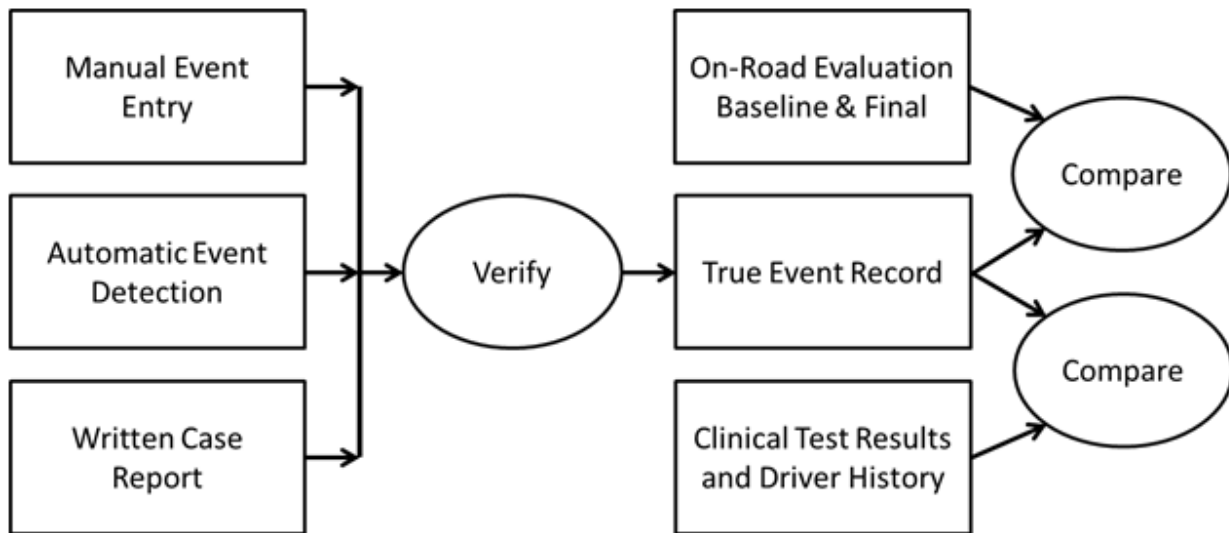 Manual Event
Entry
Automatic Event
Detection
Written Case
Report
Verify
On-Road Evaluation
Baseline & Final
True Event Record
Clinical Test Results
and Driver History
Compare
Compare